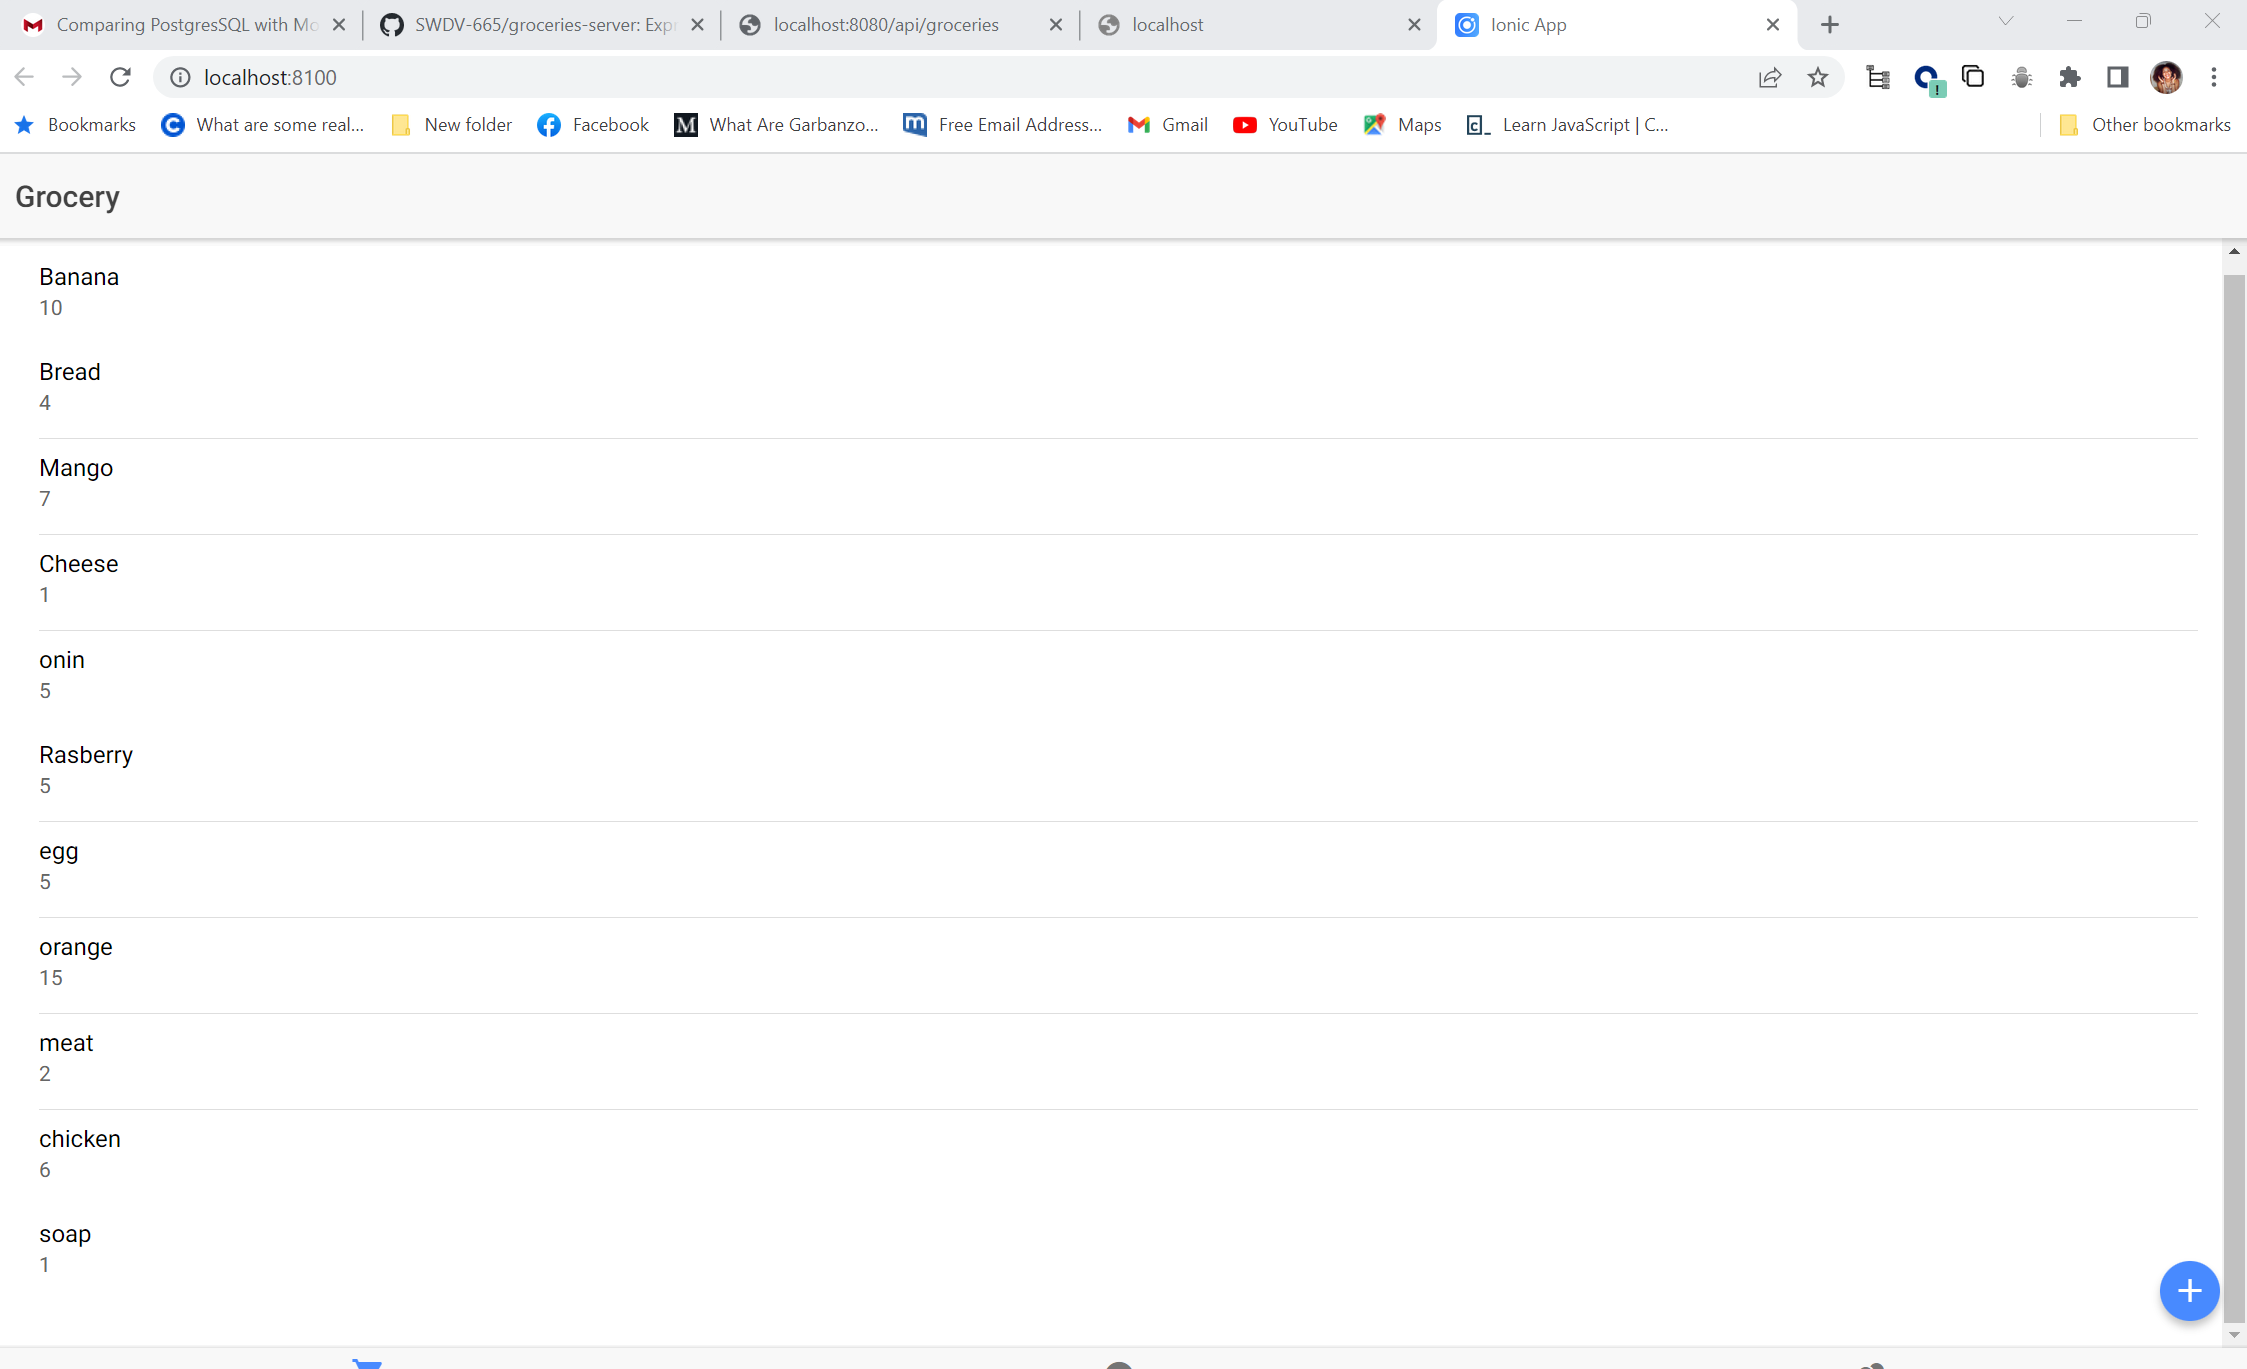 Comparing PostgresSQL with Mo
SWDV-665/groceries-server: Expr
localhost:8080/api/groceries
localhost
Ionic App
localhost:8100
Bookmarks
What are some real...
New folder
Facebook
What Are Garbanzo...
Free Email Address...
Gmail
YouTube
Maps
Learn JavaScript | C...
Other bookmarks
Grocery
Banana
10
Bread
4
Mango
7
Cheese
1
onin
5
Rasberry
5
egg
5
orange
15
meat
2
chicken
6
soap
1